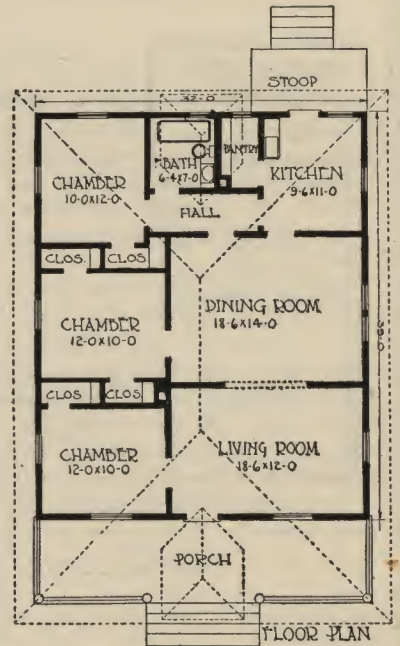 STOOP
32-0
CHAMBER
10-0X12-0
BATH
6-4X7-0
PANTRY
KITCHEN
9-6X11-0
HALL
CLOS.
CLOS.
CHAMBER
12-0X10-0
DINING ROOM
18-6X14-0
CLOS.
CLOS.
CHAMBER
12-0X10-0
LIVING ROOM
18-6X12-0
PORCH
FLOOR PLAN